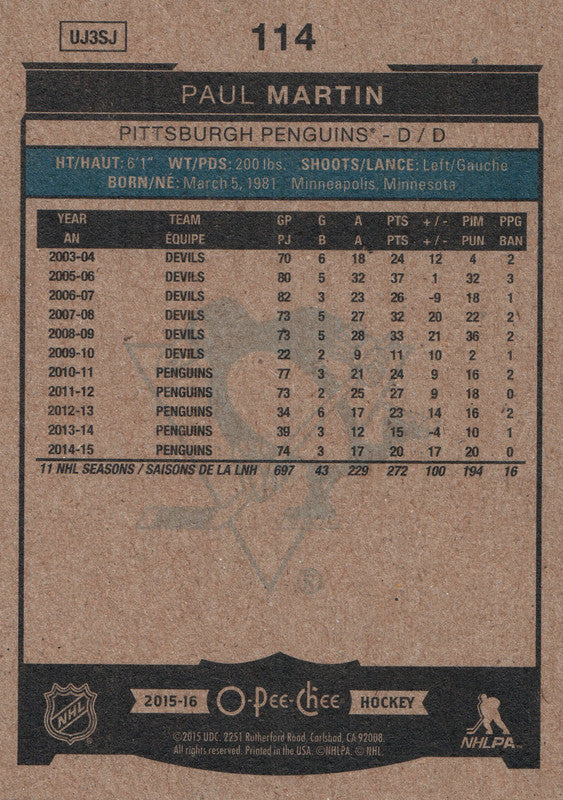 UJ3SJ
114
PAUL MARTIN
PITTSBURGH PENGUINS* - D / D
HT/HAUT: 6'1" WT/PDS: 200 lbs. SHOOTS/LANCE: Left/Gauche
BORN/NÉ: March 5, 1981 Minneapolis, Minnesota
YEAR TEAM GP G A PTS + / - PiM PPG
AN ÉQUIPE PJ B A PTS + / - PUN BAN
2003-04 DEVILS 70 6 18 24 12 4 2
2005-06 DEVILS 80 5 32 37 1 32 3
2006-07 DEVILS 82 3 23 26 -9 18 1
2007-08 DEVILS 73 5 27 32 20 22 2
2008-09 DEVILS 73 5 28 33 21 36 2
2009-10 DEVILS 22 2 9 11 10 2 1
2010-11 PENGUINS 77 3 21 24 9 16 2
2011-12 PENGUINS 73 2 25 27 9 18 0
2012-13 PENGUINS 34 6 17 23 14 16 2
2013-14 PENGUINS 39 3 12 15 -4 10 1
2014-15 PENGUINS 74 3 17 20 17 20 0
11 NHL SEASONS / SAISONS DE LA LNH 697 43 229 272 100 194 16
®
NHL
2015-16 O-Pee-Chee HOCKEY
NHLPA
©2015 UDC. 2251 Rutherford Road, Carlsbad, CA 92008.
All rights reserved. Printed in the USA. ©NHLPA. © NHL.